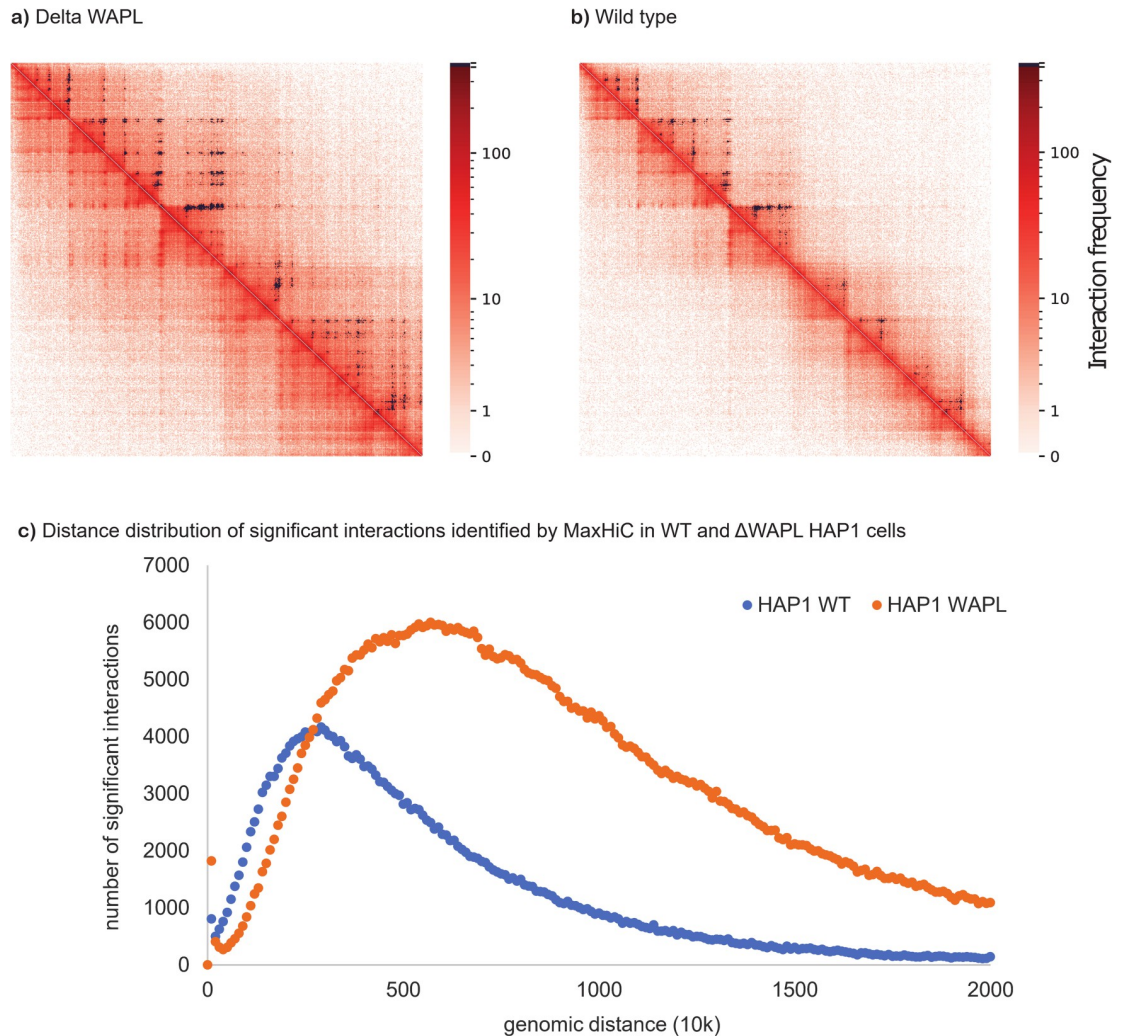 a) Delta WAPL
b) Wild type
100
10
1
0
100
10
1
0
Interaction frequency
c) Distance distribution of significant interactions identified by MaxHiC in WT and ΔWAPL HAP1 cells
7000
6000
5000
4000
3000
2000
1000
0
number of significant interactions
HAP1 WT
HAP1 WAPL
0
500
1000
1500
2000
genomic distance (10k)